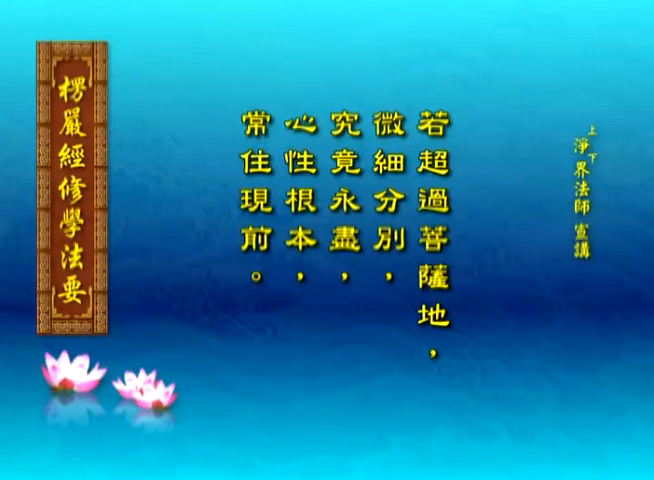 上淨下界法師 宣講
若超過菩薩地，
微細分別，
究竟永盡，
心性根本，
常住現前。
楞嚴經修學法要